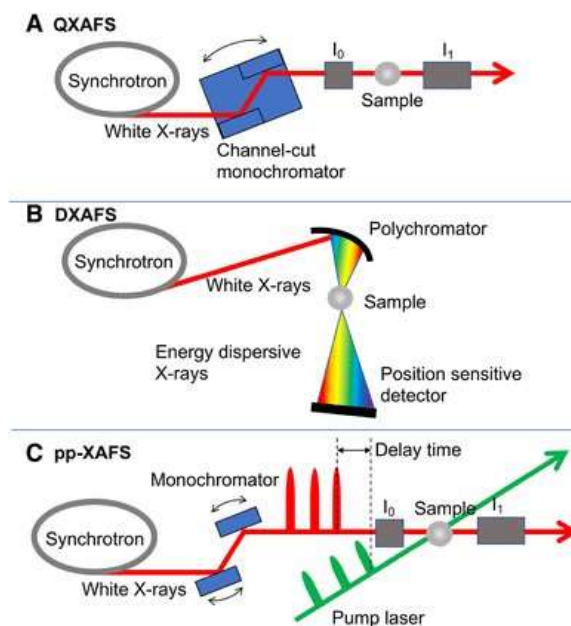 A QXAFS
I₀
I₁
Synchrotron
Sample
White X-rays
Channel-cut
monochromator
B DXAFS
Polychromator
Synchrotron
White X-rays
Sample
Energy dispersive
X-rays
Position sensitive
detector
C pp-XAFS
Delay time
Monochromator
I₀
Sample
I₁
Synchrotron
White X-rays
Pump laser